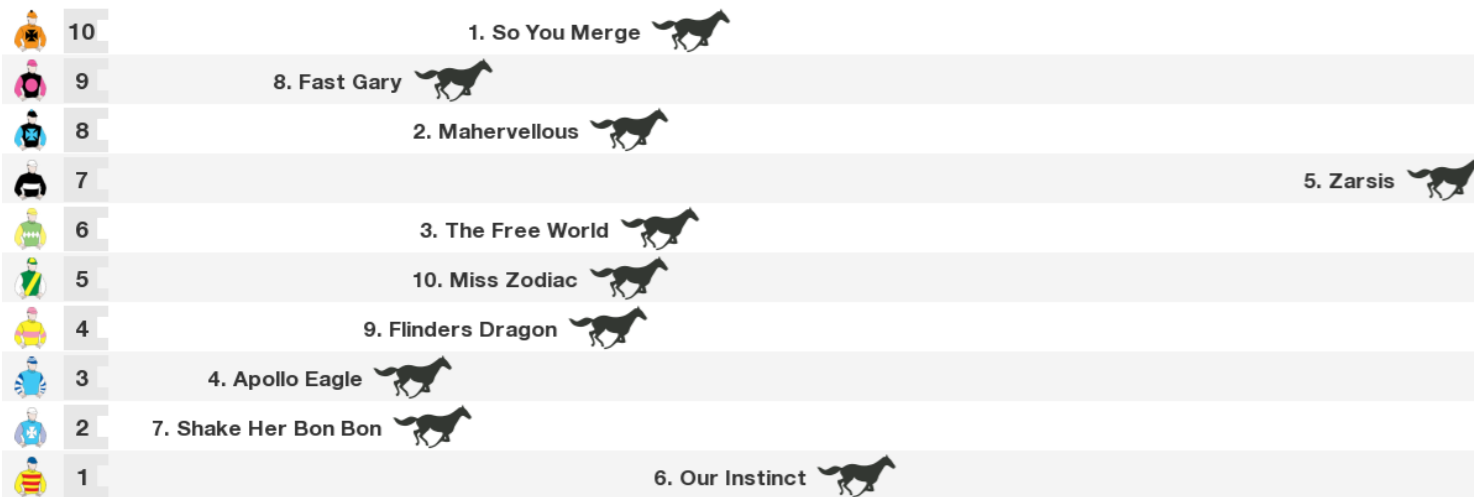 10 1. So You Merge
9 8. Fast Gary
8 2. Mahervellous
7 5. Zarsis
6 3. The Free World
5 10. Miss Zodiac
4 9. Flinders Dragon
3 4. Apollo Eagle
2 7. Shake Her Bon Bon
1 6. Our Instinct